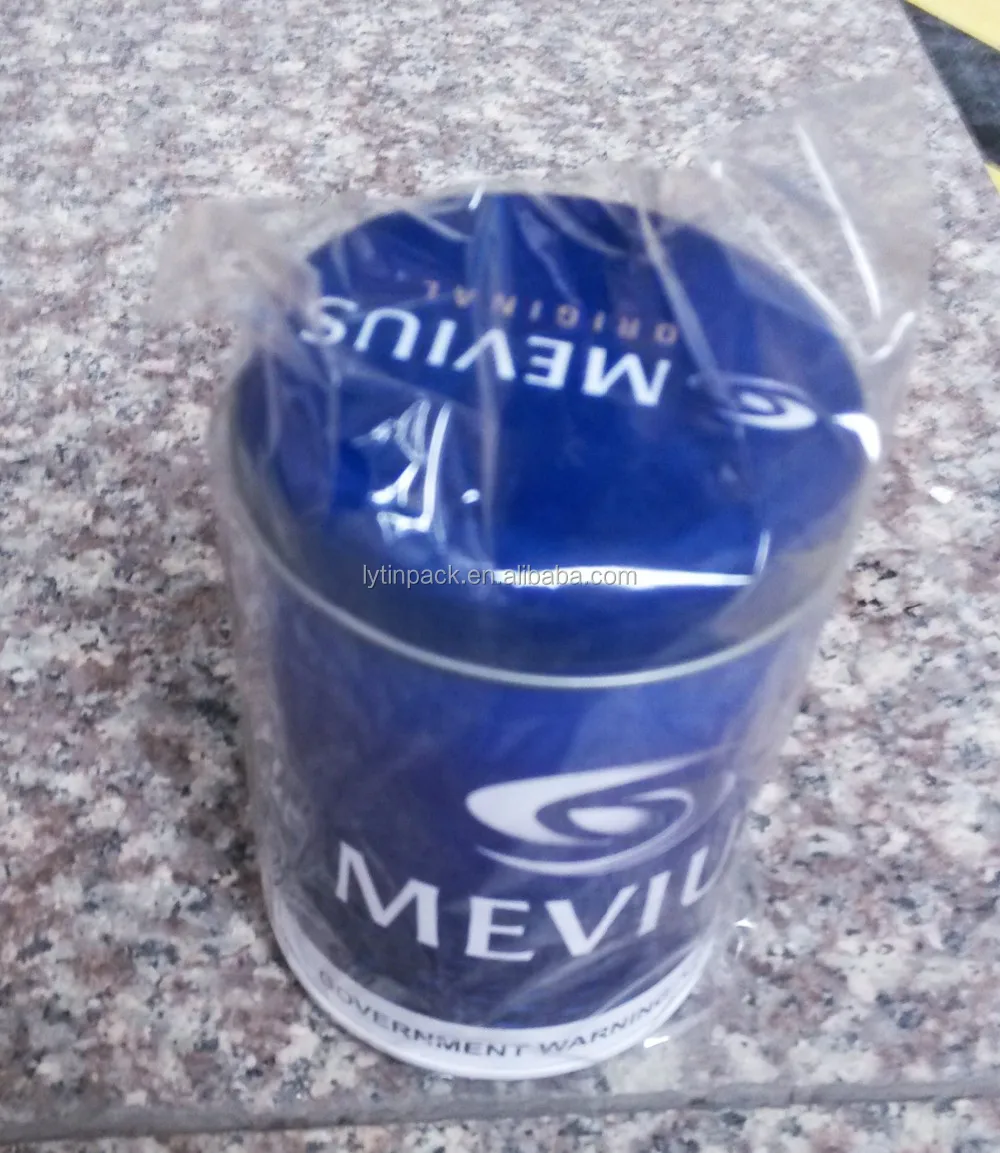 MEVIUS
ORIGINAL
lytinpack.en.alibaba.com
MEVIU
GOVERNMENT WARNING